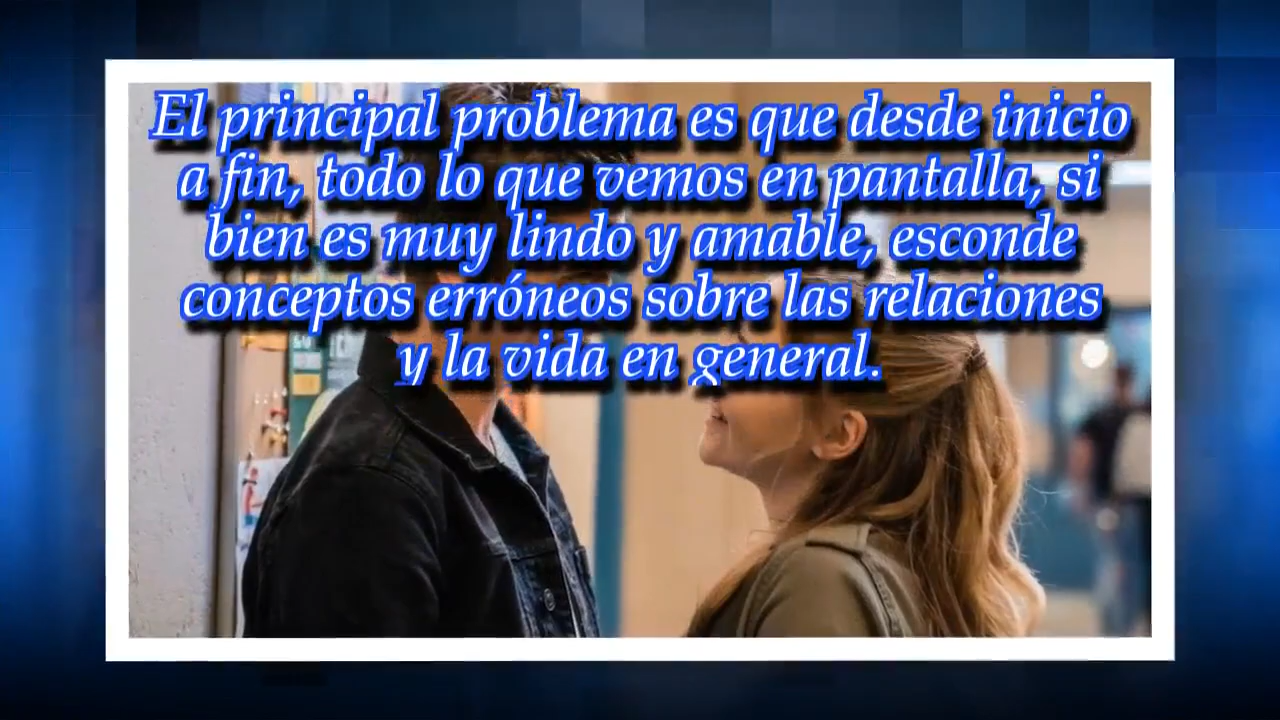 El principal problema es que desde inicio
a fin, todo lo que vemos en pantalla, si
bien es muy lindo y amable, esconde
conceptos erróneos sobre las relaciones
y la vida en general.